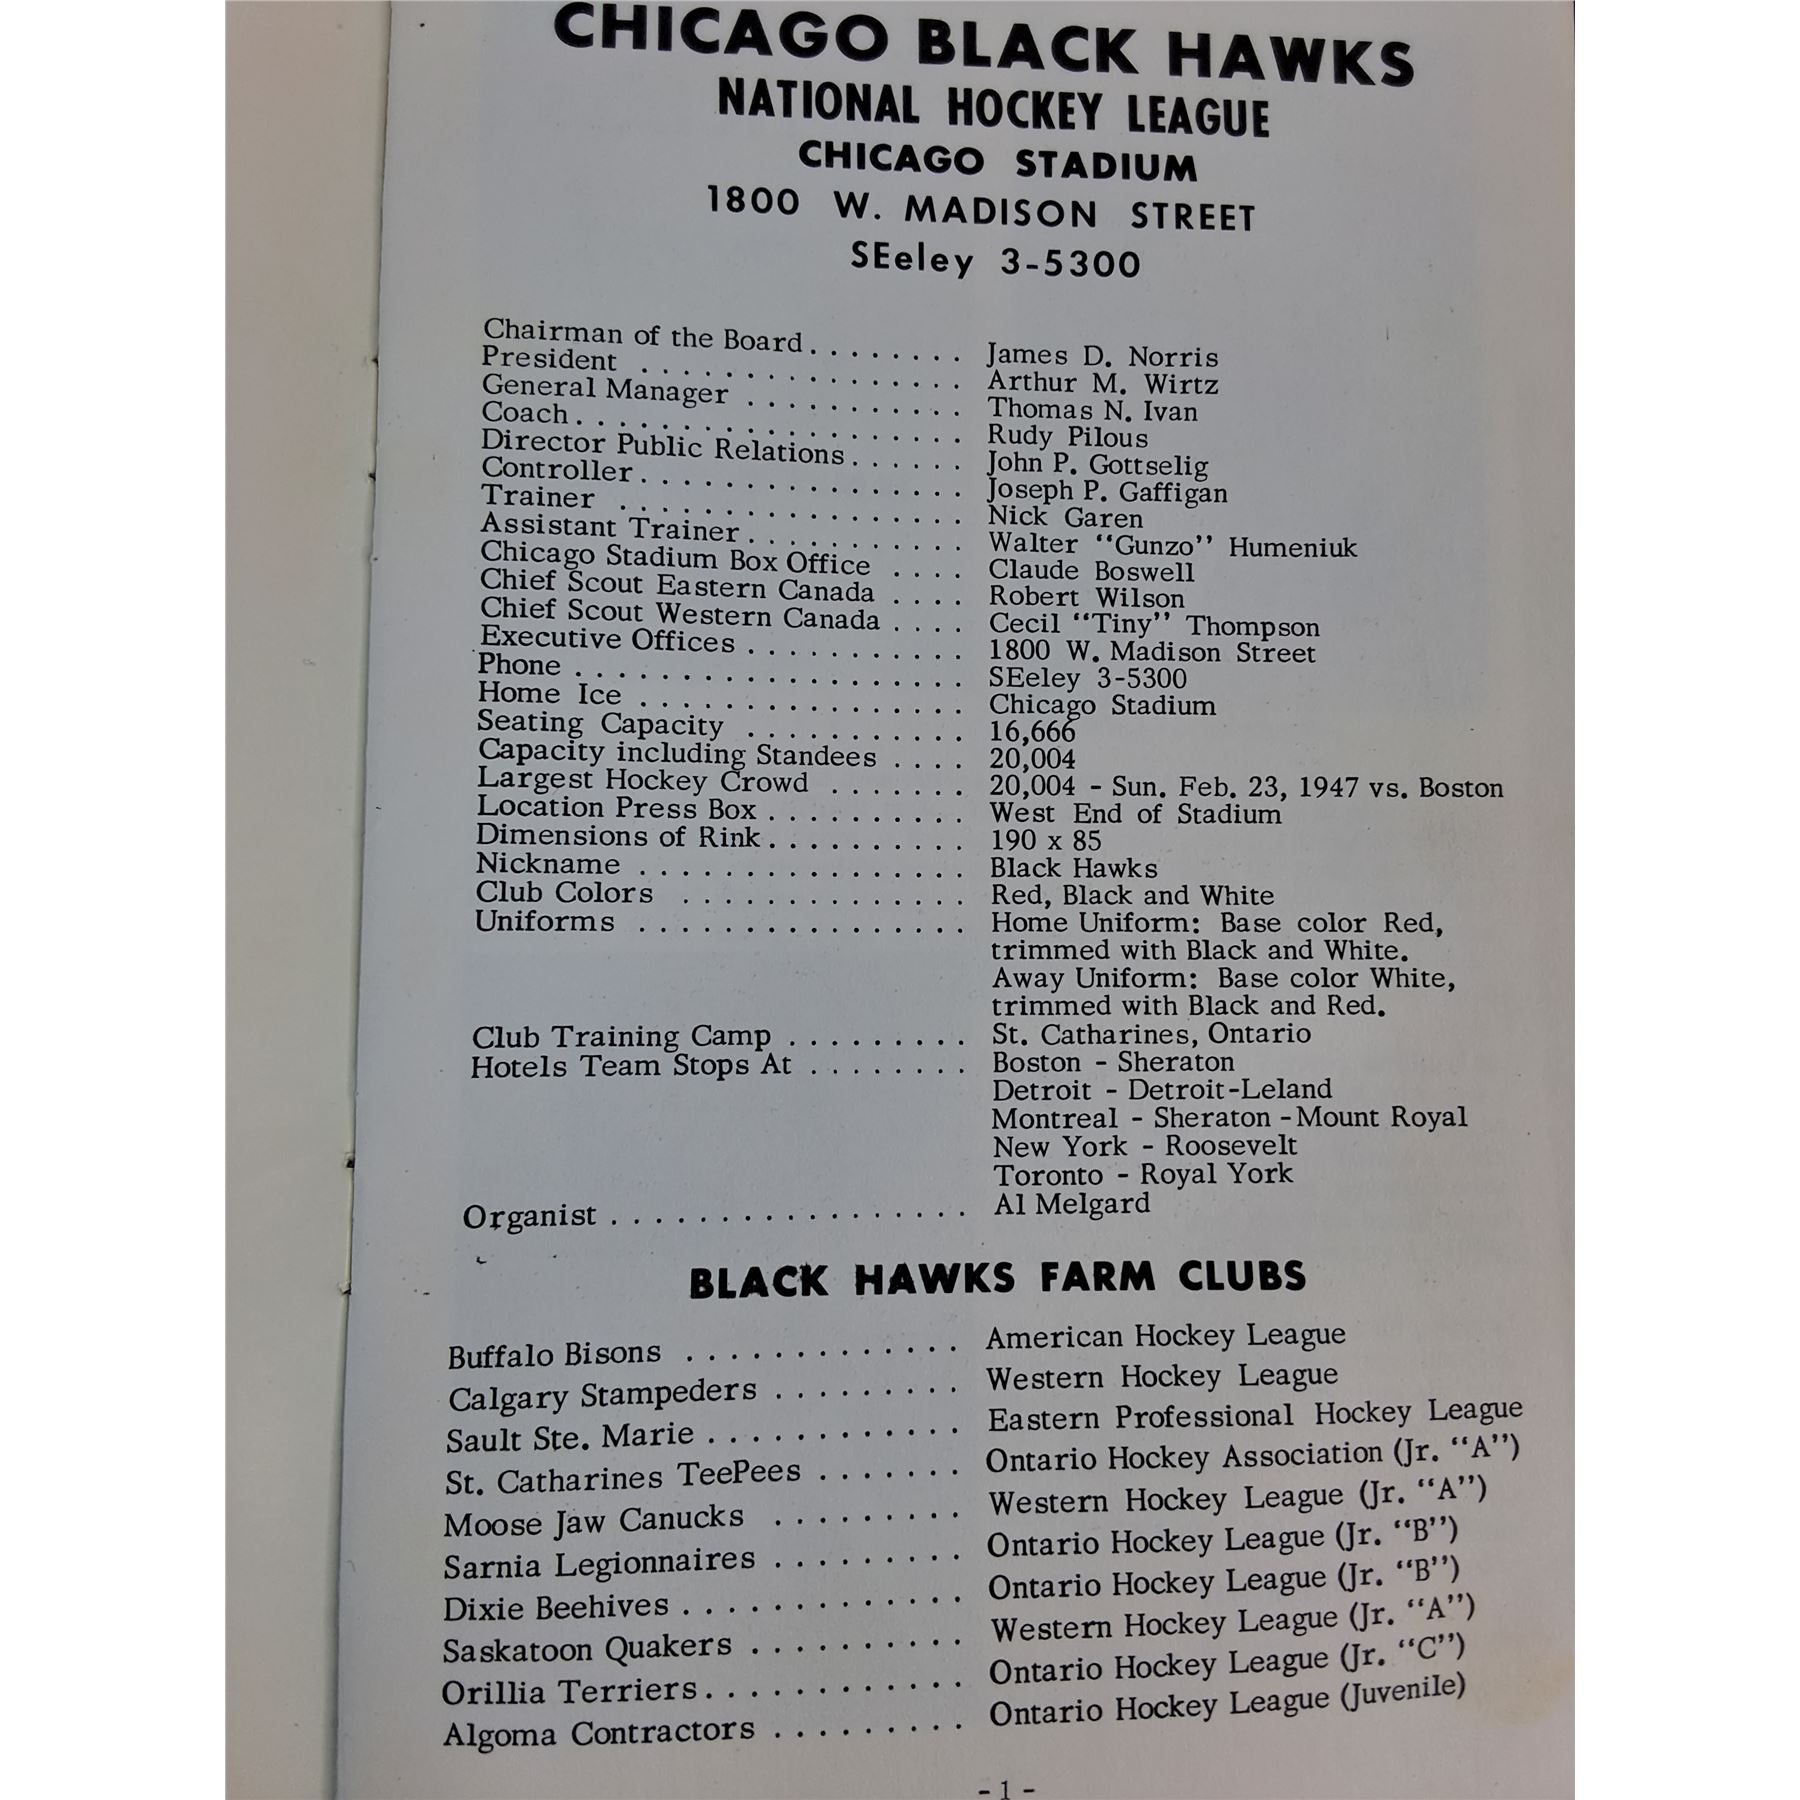 CHICAGO BLACK HAWKS
NATIONAL HOCKEY LEAGUE
CHICAGO STADIUM
1800 W. MADISON STREET
SEeley 3-5300
Chairman of the Board . . . . . . . . James D. Norris
President . . . . . . . . . . . . . . . Arthur M. Wirtz
General Manager . . . . . . . . . . . Thomas N. Ivan
Coach . . . . . . . . . . . . . . . . . . Rudy Pilous
Director Public Relations . . . . . . John P. Gottselig
Controller . . . . . . . . . . . . . . . Joseph P. Gaffigan
Trainer . . . . . . . . . . . . . . . . Nick Garen
Assistant Trainer . . . . . . . . . . . Walter "Gunzo" Humeniuk
Chicago Stadium Box Office . . . . Claude Boswell
Chief Scout Eastern Canada . . . . Robert Wilson
Chief Scout Western Canada . . . . Cecil "Tiny" Thompson
Executive Offices . . . . . . . . . . . 1800 W. Madison Street
Phone . . . . . . . . . . . . . . . . . . SEeley 3-5300
Home Ice . . . . . . . . . . . . . . . Chicago Stadium
Seating Capacity . . . . . . . . . . . 16,666
Capacity including Standees . . . . 20,004
Largest Hockey Crowd . . . . . . . 20,004 - Sun. Feb. 23, 1947 vs. Boston
Location Press Box . . . . . . . . . . West End of Stadium
Dimensions of Rink . . . . . . . . . . 190 x 85
Nickname . . . . . . . . . . . . . . . Black Hawks
Club Colors . . . . . . . . . . . . . . Red, Black and White
Uniforms . . . . . . . . . . . . . . . . Home Uniform: Base color Red,
trimmed with Black and White.
Away Uniform: Base color White,
trimmed with Black and Red.
Club Training Camp . . . . . . . . . St. Catharines, Ontario
Hotels Team Stops At . . . . . . . . Boston - Sheraton
Detroit - Detroit-Leland
Montreal - Sheraton - Mount Royal
New York - Roosevelt
Toronto - Royal York
Organist . . . . . . . . . . . . . . . . . Al Melgard
BLACK HAWKS FARM CLUBS
Buffalo Bisons . . . . . . . . . . . . . American Hockey League
Calgary Stampeders . . . . . . . . . Western Hockey League
Sault Ste. Marie . . . . . . . . . . . . Eastern Professional Hockey League
St. Catharines TeePees . . . . . . . Ontario Hockey Association (Jr. "A")
Moose Jaw Canucks . . . . . . . . . Western Hockey League (Jr. "A")
Sarnia Legionnaires . . . . . . . . . Ontario Hockey League (Jr. "B")
Dixie Beehives . . . . . . . . . . . . . Ontario Hockey League (Jr. "B")
Saskatoon Quakers . . . . . . . . . . Western Hockey League (Jr. "A")
Orillia Terriers . . . . . . . . . . . . Ontario Hockey League (Jr. "C")
Algoma Contractors . . . . . . . . . Ontario Hockey League (Juvenile)
- 1 -